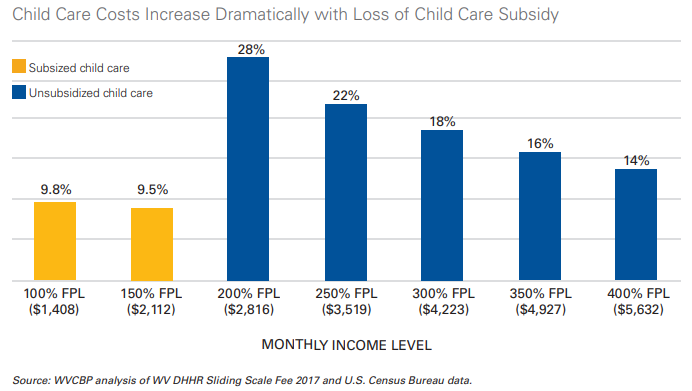 Child Care Costs Increase Dramatically with Loss of Child Care Subsidy
Subsized child care
Unsubsidized child care
9.8%
9.5%
28%
22%
18%
16%
14%
100% FPL 150% FPL 200% FPL 250% FPL 300% FPL 350% FPL 400% FPL
($1,408) ($2,112) ($2,816) ($3,519) ($4,223) ($4,927) ($5,632)
MONTHLY INCOME LEVEL
Source: WVCBP analysis of WV DHHR Sliding Scale Fee 2017 and U.S. Census Bureau data.